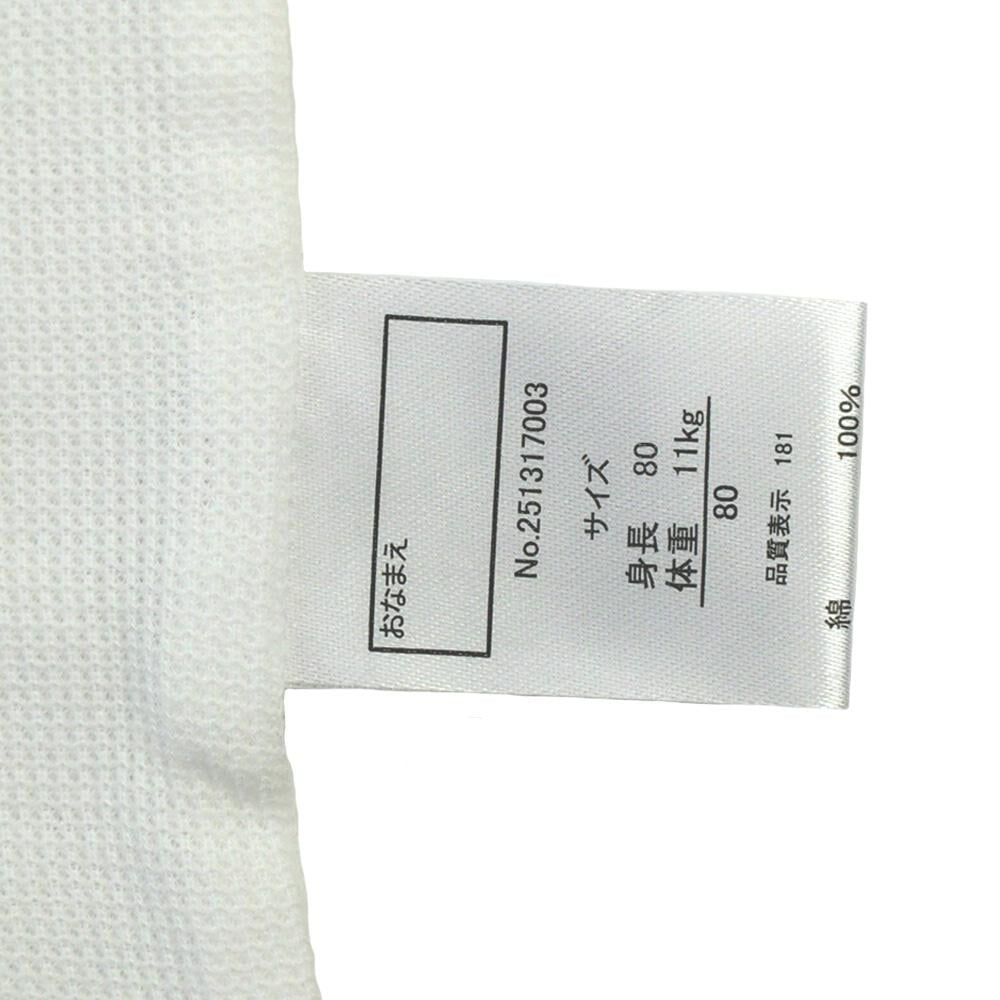 おなまえ
No.251317003
サイズ
身長 80
体重 11kg
80
品質表示 181
綿 100%